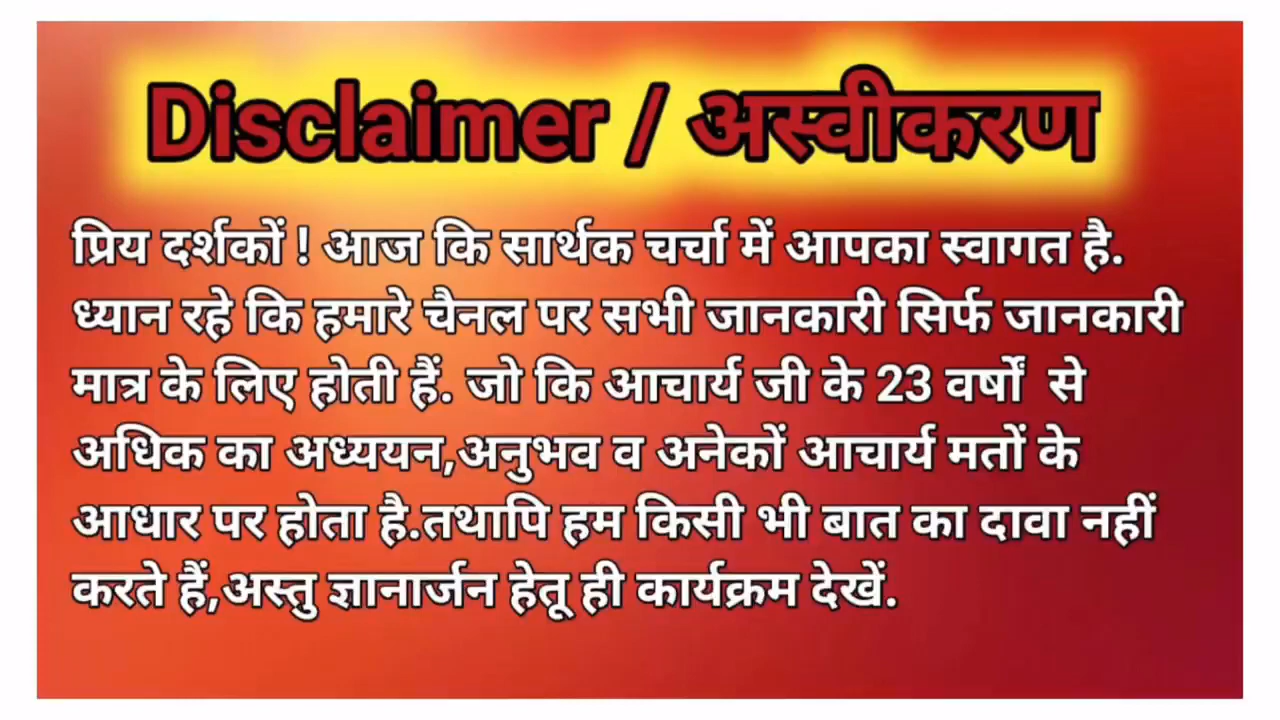 Disclaimer / अस्वीकरण
प्रिय दर्शकों ! आज कि सार्थक चर्चा में आपका स्वागत है.
ध्यान रहे कि हमारे चैनल पर सभी जानकारी सिर्फ जानकारी
मात्र के लिए होती हैं. जो कि आचार्य जी के 23 वर्षों से
अधिक का अध्ययन,अनुभव व अनेकों आचार्य मतों के
आधार पर होता है.तथापि हम किसी भी बात का दावा नहीं
करते हैं,अस्तु ज्ञानार्जन हेतू ही कार्यक्रम देखें.